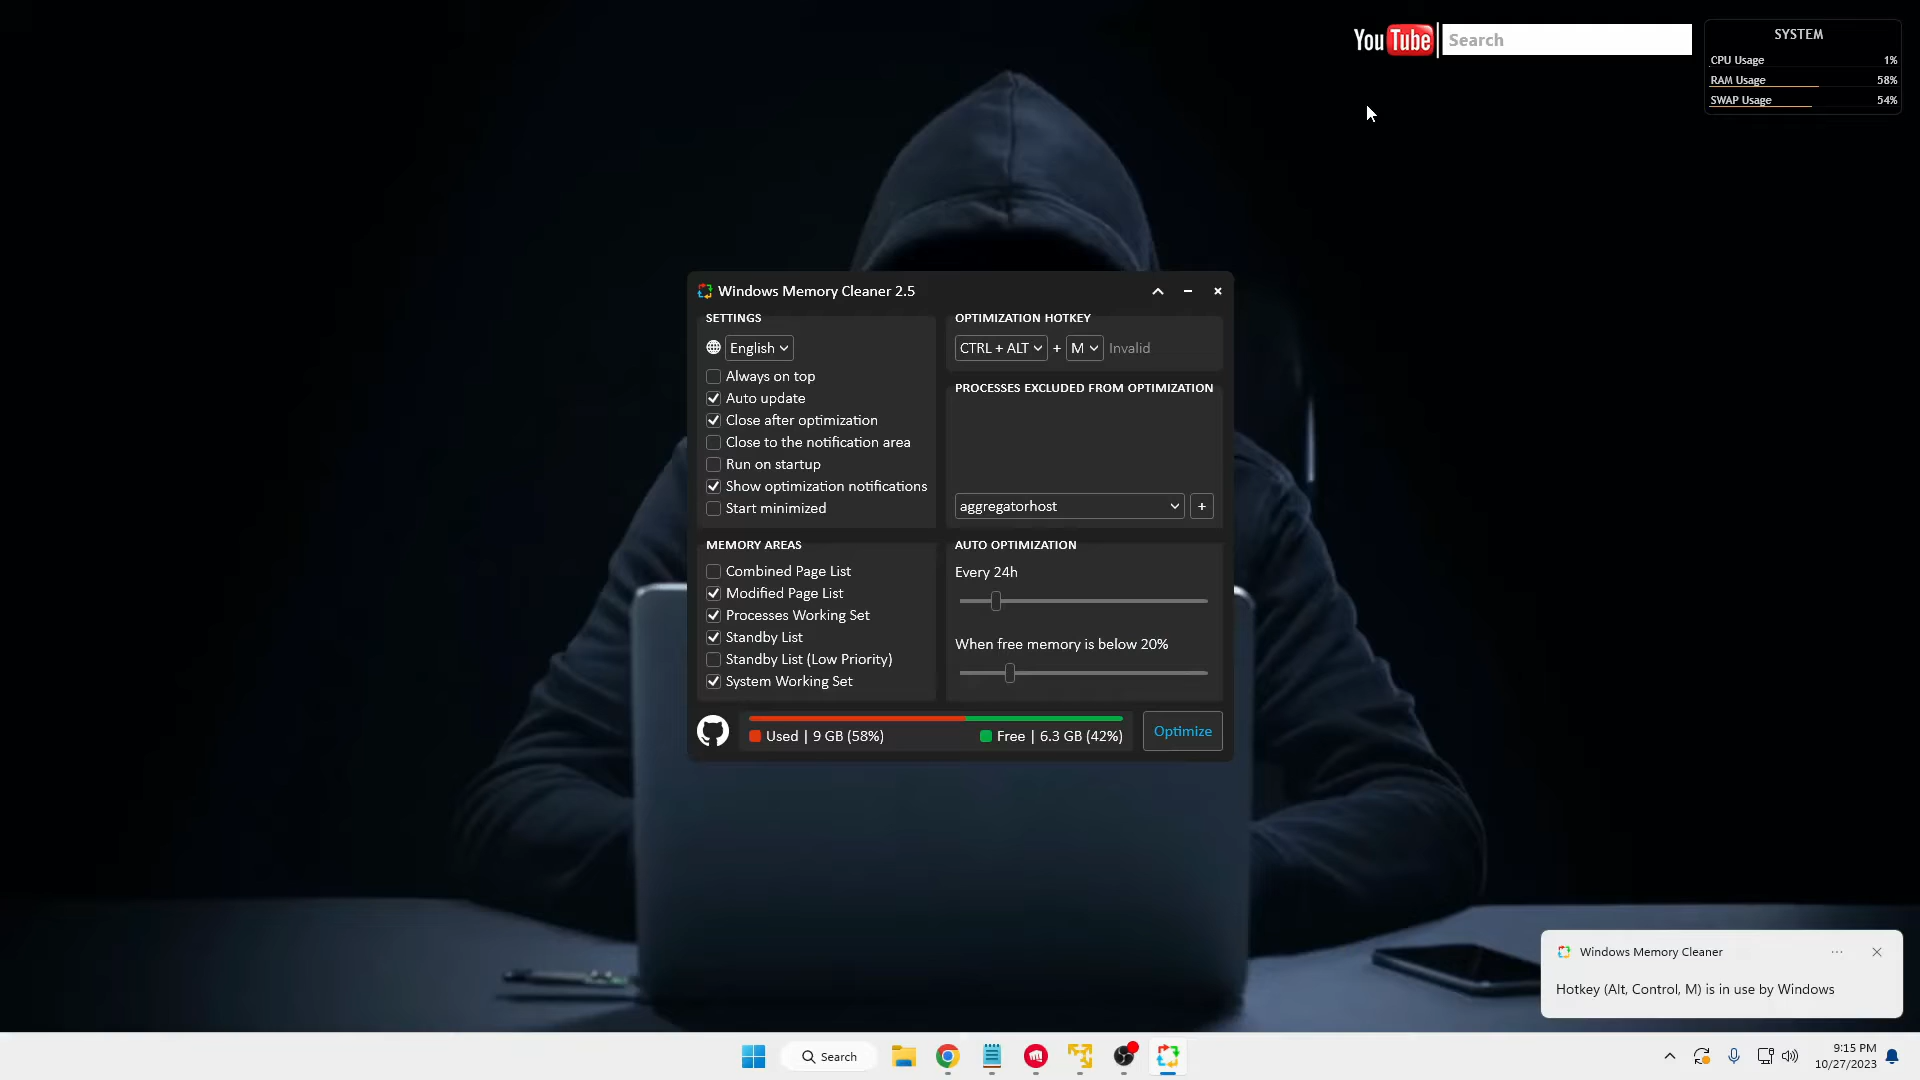 YouTube Search
SYSTEM
CPU Usage 1%
RAM Usage 58%
SWAP Usage 54%
Windows Memory Cleaner 2.5
SETTINGS
English
Always on top
Auto update
Close after optimization
Close to the notification area
Run on startup
Show optimization notifications
Start minimized
OPTIMIZATION HOTKEY
CTRL + ALT + M Invalid
PROCESSES EXCLUDED FROM OPTIMIZATION
aggregatorhost +
MEMORY AREAS
Combined Page List
Modified Page List
Processes Working Set
Standby List
Standby List (Low Priority)
System Working Set
AUTO OPTIMIZATION
Every 24h
When free memory is below 20%
Used | 9 GB (58%) Free | 6.3 GB (42%)
Optimize
Windows Memory Cleaner
Hotkey (Alt, Control, M) is in use by Windows
Search
9:15 PM
10/27/2023